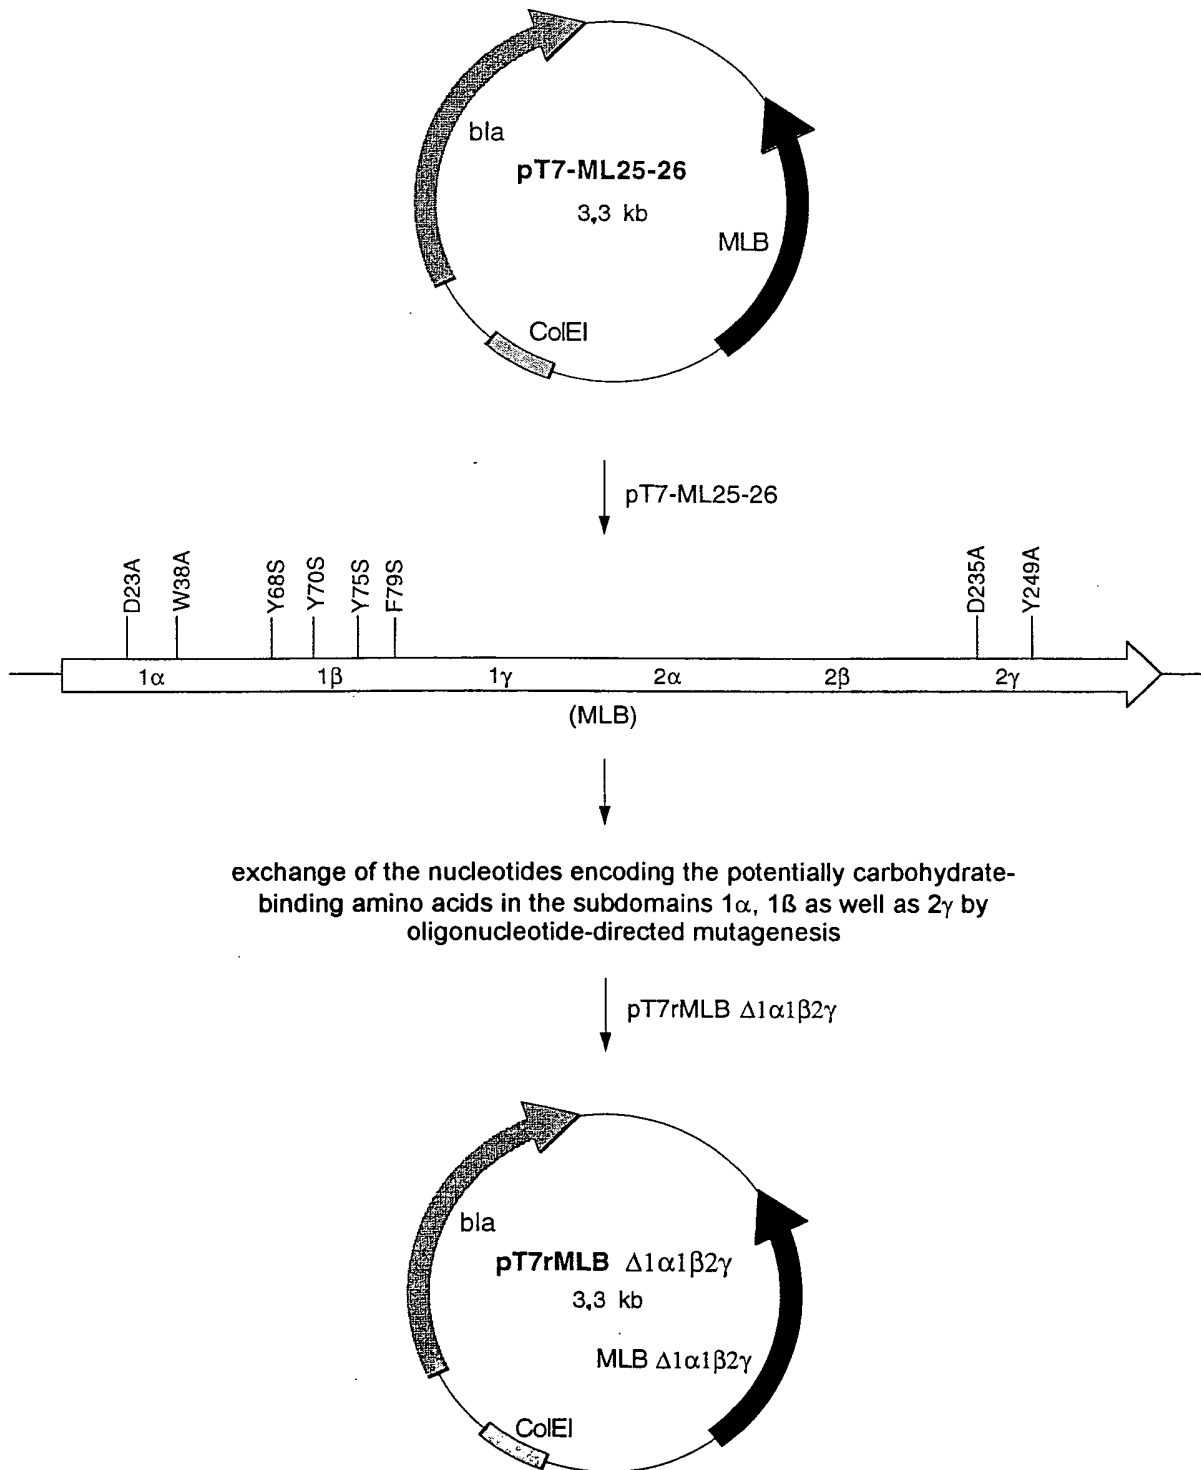 bla
pT7-ML25-26
3,3 kb
MLB
ColEI
pT7-ML25-26
D23A
W38A
Y68S
Y70S
Y75S
F79S
D235A
Y249A
1α 1β 1γ 2α 2β 2γ
(MLB)
exchange of the nucleotides encoding the potentially carbohydrate-
binding amino acids in the subdomains 1α, 1ß as well as 2γ by
oligonucleotide-directed mutagenesis
pT7rMLB Δ1α1β2γ
bla
pT7rMLB Δ1α1β2γ
3,3 kb
MLB Δ1α1β2γ
ColEI